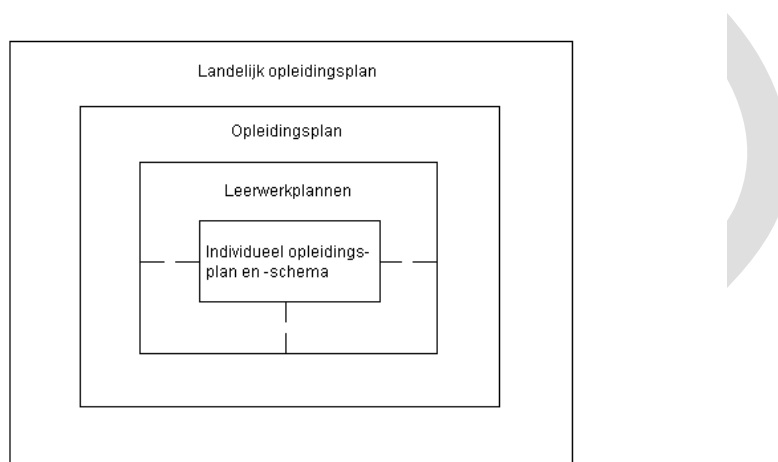 Landelijk opleidingsplan
Opleidingsplan
Leerwerkplannen
Individueel opleidings-
plan en -schema